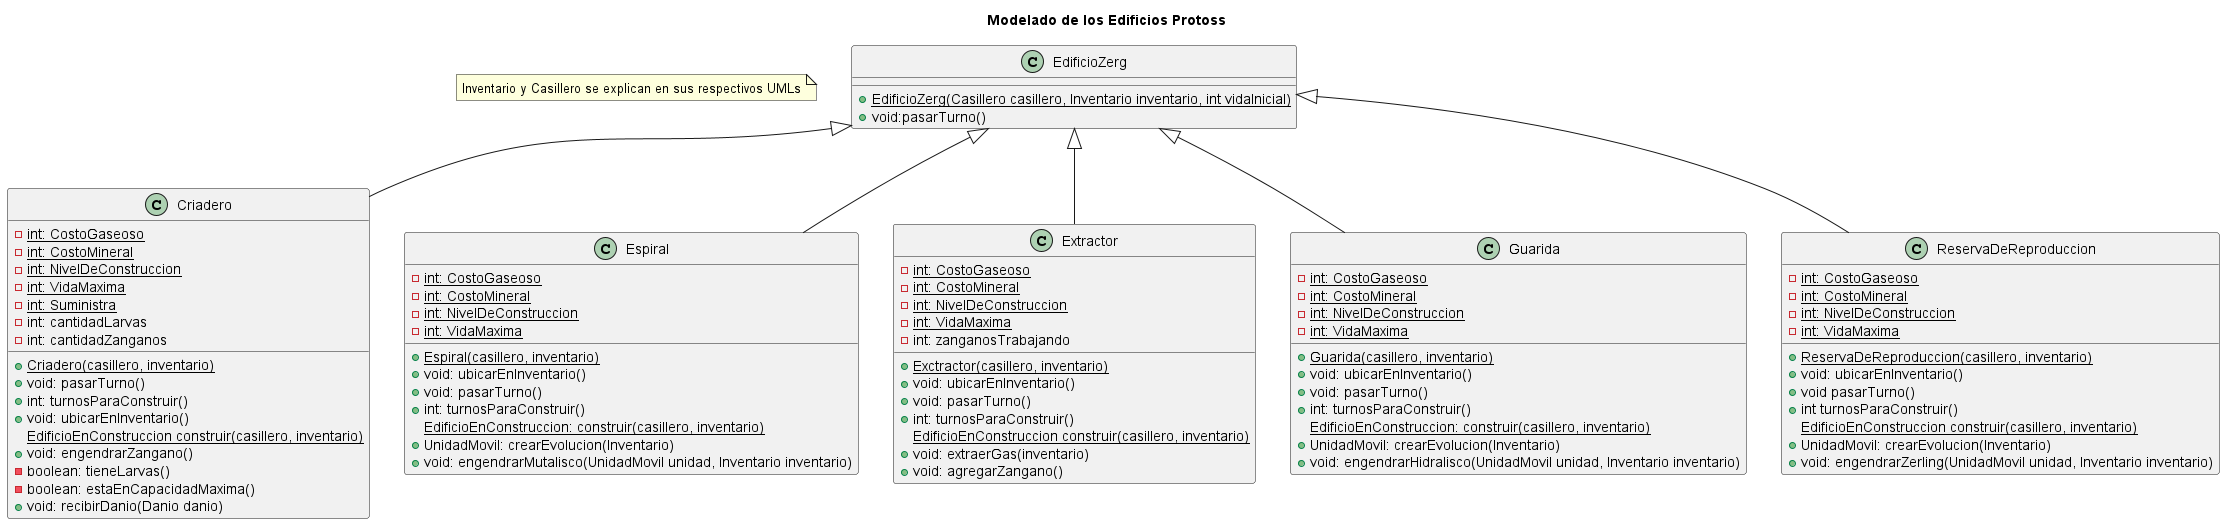 Modelado de los Edificios Protoss
Inventario y Casillero se explican en sus respectivos UMLs
C EdificioZerg
EdificioZerg(Casillero casillero, Inventario inventario, int vidaInicial)
void:pasarTurno()
C Criadero
int: CostoGaseoso
int: CostoMineral
int: NivelDeConstruccion
int: VidaMaxima
int: Suministra
int: cantidadLarvas
int: cantidadZanganos
Criadero(casillero, inventario)
void: pasarTurno()
int: turnosParaConstruir()
void: ubicarEnInventario()
EdificioEnConstruccion construir(casillero, inventario)
void: engendrarZangano()
boolean: tieneLarvas()
boolean: estaEnCapacidadMaxima()
void: recibirDanio(Danio danio)
C Espiral
int: CostoGaseoso
int: CostoMineral
int: NivelDeConstruccion
int: VidaMaxima
Espiral(casillero, inventario)
void: ubicarEnInventario()
void: pasarTurno()
int: turnosParaConstruir()
EdificioEnConstruccion: construir(casillero, inventario)
UnidadMovil: crearEvolucion(Inventario)
void: engendrarMutalisco(UnidadMovil unidad, Inventario inventario)
C Extractor
int: CostoGaseoso
int: CostoMineral
int: NivelDeConstruccion
int: VidaMaxima
int: zanganosTrabajando
Exctractor(casillero, inventario)
void: ubicarEnInventario()
void: pasarTurno()
int: turnosParaConstruir()
EdificioEnConstruccion construir(casillero, inventario)
void: extraerGas(inventario)
void: agregarZangano()
C Guarida
int: CostoGaseoso
int: CostoMineral
int: NivelDeConstruccion
int: VidaMaxima
Guarida(casillero, inventario)
void: ubicarEnInventario()
void: pasarTurno()
int: turnosParaConstruir()
EdificioEnConstruccion: construir(casillero, inventario)
UnidadMovil: crearEvolucion(Inventario)
void: engendrarHidralisco(UnidadMovil unidad, Inventario inventario)
C ReservaDeReproduccion
int: CostoGaseoso
int: CostoMineral
int: NivelDeConstruccion
int: VidaMaxima
ReservaDeReproduccion(casillero, inventario)
void: ubicarEnInventario()
void pasarTurno()
int turnosParaConstruir()
EdificioEnConstruccion construir(casillero, inventario)
UnidadMovil: crearEvolucion(Inventario)
void: engendrarZerling(UnidadMovil unidad, Inventario inventario)